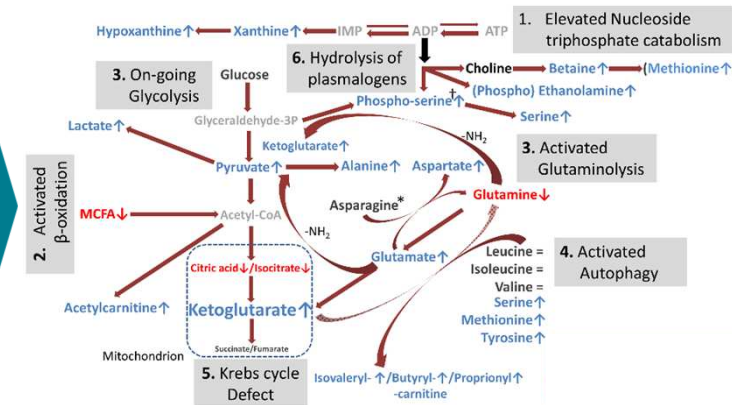 1. Elevated Nucleoside
triphosphate catabolism
Hypoxanthine↑ Xanthine↑ IMP ADP ATP
6. Hydrolysis of
plasmalogens
Choline Betaine↑ (Methionine↑
(Phospho) Ethanolamine↑
Phospho-serine↑†
Serine↑
3. On-going
Glycolysis
Glucose
Glyceraldehyde-3P
Lactate↑
Ketoglutarate↑
-NH2
Pyruvate↑ Alanine↑ Aspartate↑
3. Activated
Glutaminolysis
Glutamine↓
Asparagine*
2. Activated
β-oxidation
MCFA↓ Acetyl-CoA
-NH2
Glutamate↑
Leucine =
Isoleucine =
Valine =
Serine↑
Methionine↑
Tyrosine↑
4. Activated
Autophagy
Citric acid↓/Isocitrate↓
Acetylcarnitine↑
Ketoglutarate↑
Succinate/Fumarate
Mitochondrion
5. Krebs cycle
Defect
Isovaleryl-↑/Butyryl-↑/Proprionyl↑
-carnitine